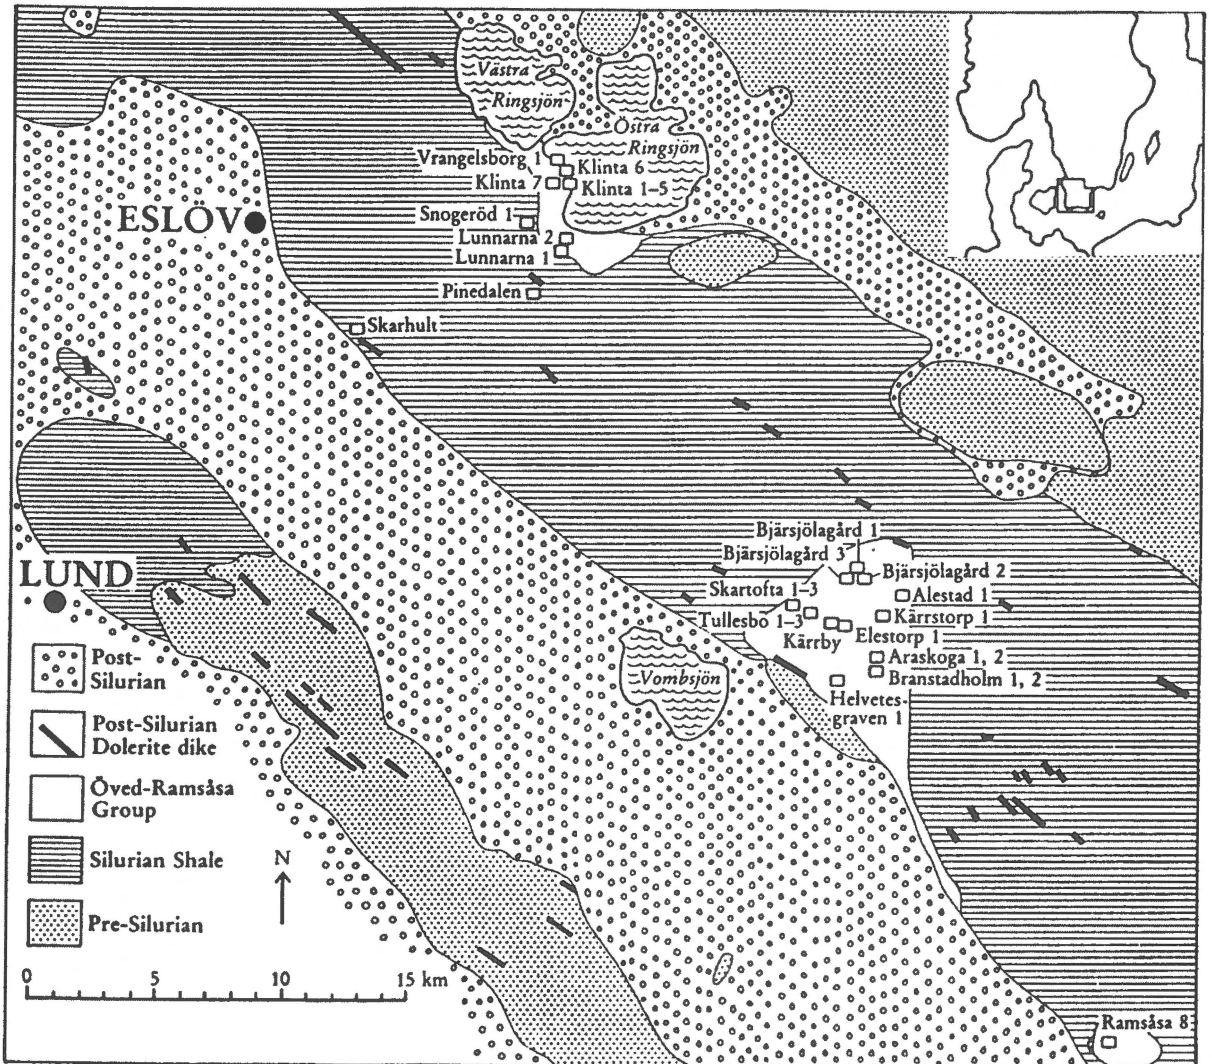 Västra
Ringsjön
Östra
Ringsjön
Vrangelsborg 1
Klinta 6
Klinta 7
Klinta 1–5
ESLÖV
Snogeröd 1
Lunnarna 2
Lunnarna 1
Pinedalen
Skarhult
Bjärsjölagård 1
Bjärsjölagård 3
Bjärsjölagård 2
Skartofta 1–3
Alestad 1
Tullesbo 1–3
Kärrstorp 1
Kärrby
Elestorp 1
Araskoga 1, 2
Branstadholm 1, 2
Helvetes-
graven 1
LUND
Vombsjön
Post-
Silurian
Post-Silurian
Dolerite dike
Öved-Ramsåsa
Group
Silurian Shale
N
Pre-Silurian
0 5 10 15 km
Ramsåsa 8